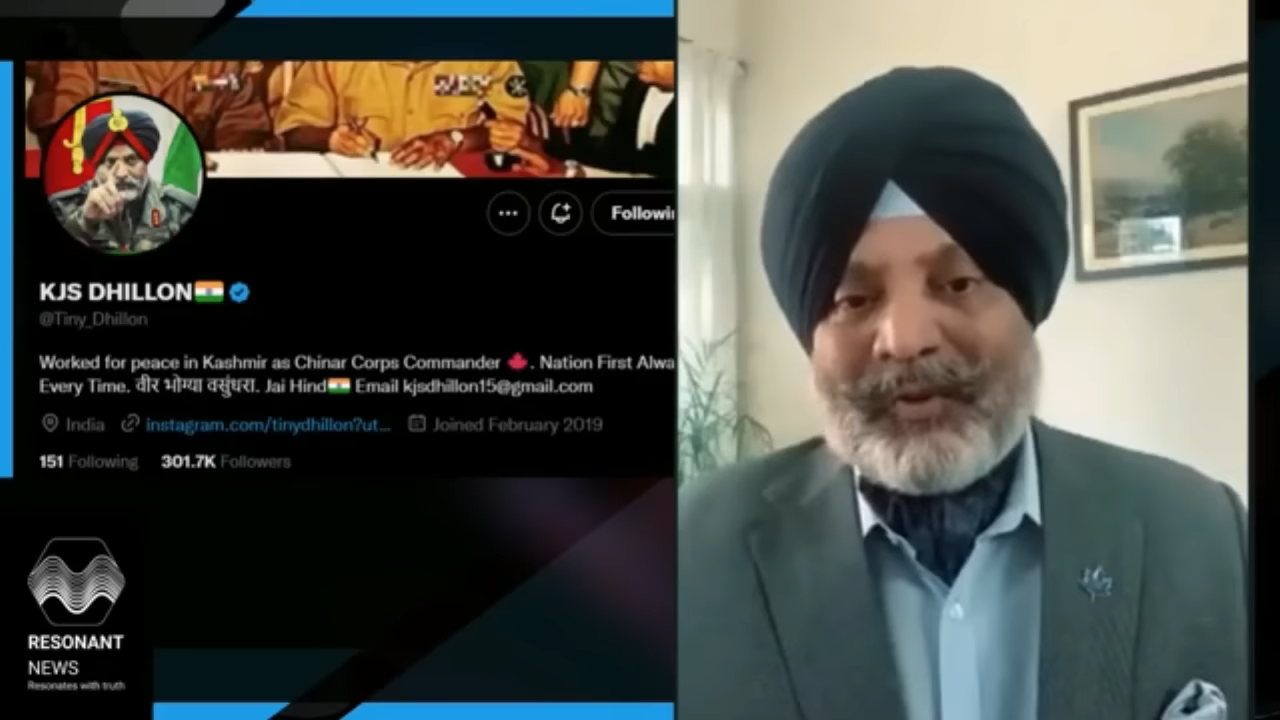 Followi
KJS DHILLON
@Tiny_Dhillon
Worked for peace in Kashmir as Chinar Corps Commander 🍁. Nation First Alwa
Every Time. वीर भोग्या वसुंधरा. Jai Hind🇮🇳 Email kjsdhillon15@gmail.com
India instagram.com/tinydhillon?ut... Joined February 2019
151 Following 301.7K Followers
RESONANT
NEWS
Resonates with truth